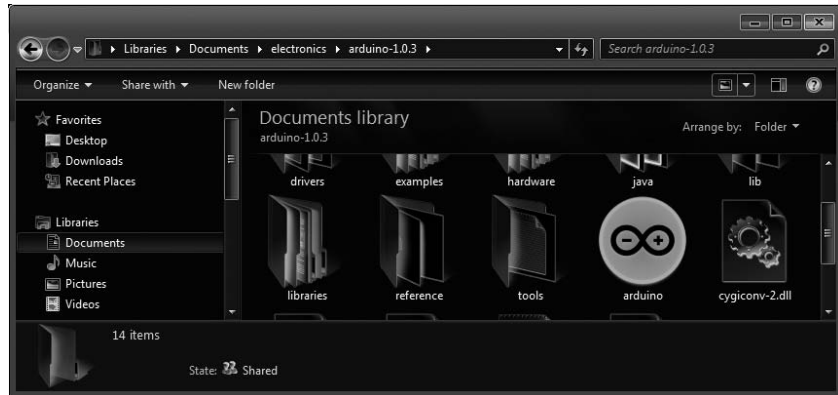 Libraries ▸ Documents ▸ electronics ▸ arduino-1.0.3 ▸
Search arduino-1.0.3
Organize ▼ Share with ▼ New folder
Favorites
Desktop
Downloads
Recent Places
Libraries
Documents
Music
Pictures
Videos
Documents library
arduino-1.0.3
Arrange by: Folder ▼
drivers examples hardware java lib
libraries reference tools arduino cygiconv-2.dll
14 items
State: Shared